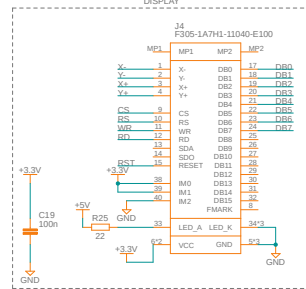 DISPLAY
J4
F305-1A7H1-11040-E100
MP1 MP1 MP2 MP2
X- 1 X- DB0 17 DB0
Y- 2 Y- DB1 18 DB1
X+ 3 X+ DB2 19 DB2
Y+ 4 Y+ DB3 20 DB3
DB4 21 DB4
CS 9 CS DB5 22 DB5
RS 10 RS DB6 23 DB6
WR 11 WR DB7 24 DB7
RD 12 RD DB8 25
13 SDA DB9 26
14 SDO DB10 27
RST 15 RESET DB11 28
+3.3V DB12 29
38 IM0 DB13 30
39 IM1 DB14 31
40 IM2 DB15 32
GND FMARK 8
+3.3V
C19
100n
GND
+5V
R25
22
33 LED_A LED_K 34*3
+3.3V
6*2 VCC GND 5*3
GND